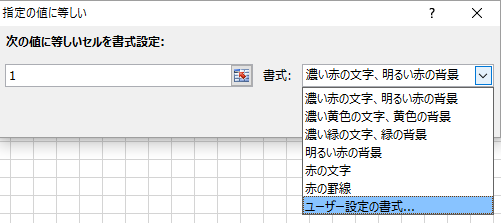 指定の値に等しい
次の値に等しいセルを書式設定:
1 書式: 濃い赤の文字、明るい赤の背景
濃い赤の文字、明るい赤の背景
濃い黄色の文字、黄色の背景
濃い緑の文字、緑の背景
明るい赤の背景
赤の文字
赤の罫線
ユーザー設定の書式...